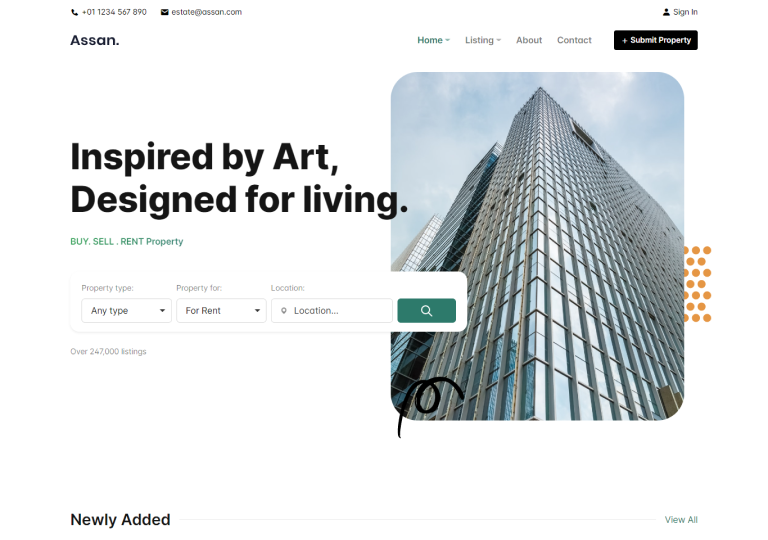 +01 1234 567 890
estate@assan.com
Sign In
Assan.
Home
Listing
About
Contact
+ Submit Property
Inspired by Art,
Designed for living.
BUY. SELL . RENT Property
Property type:
Property for:
Location:
Any type
For Rent
Location...
Over 247,000 listings
Newly Added
View All